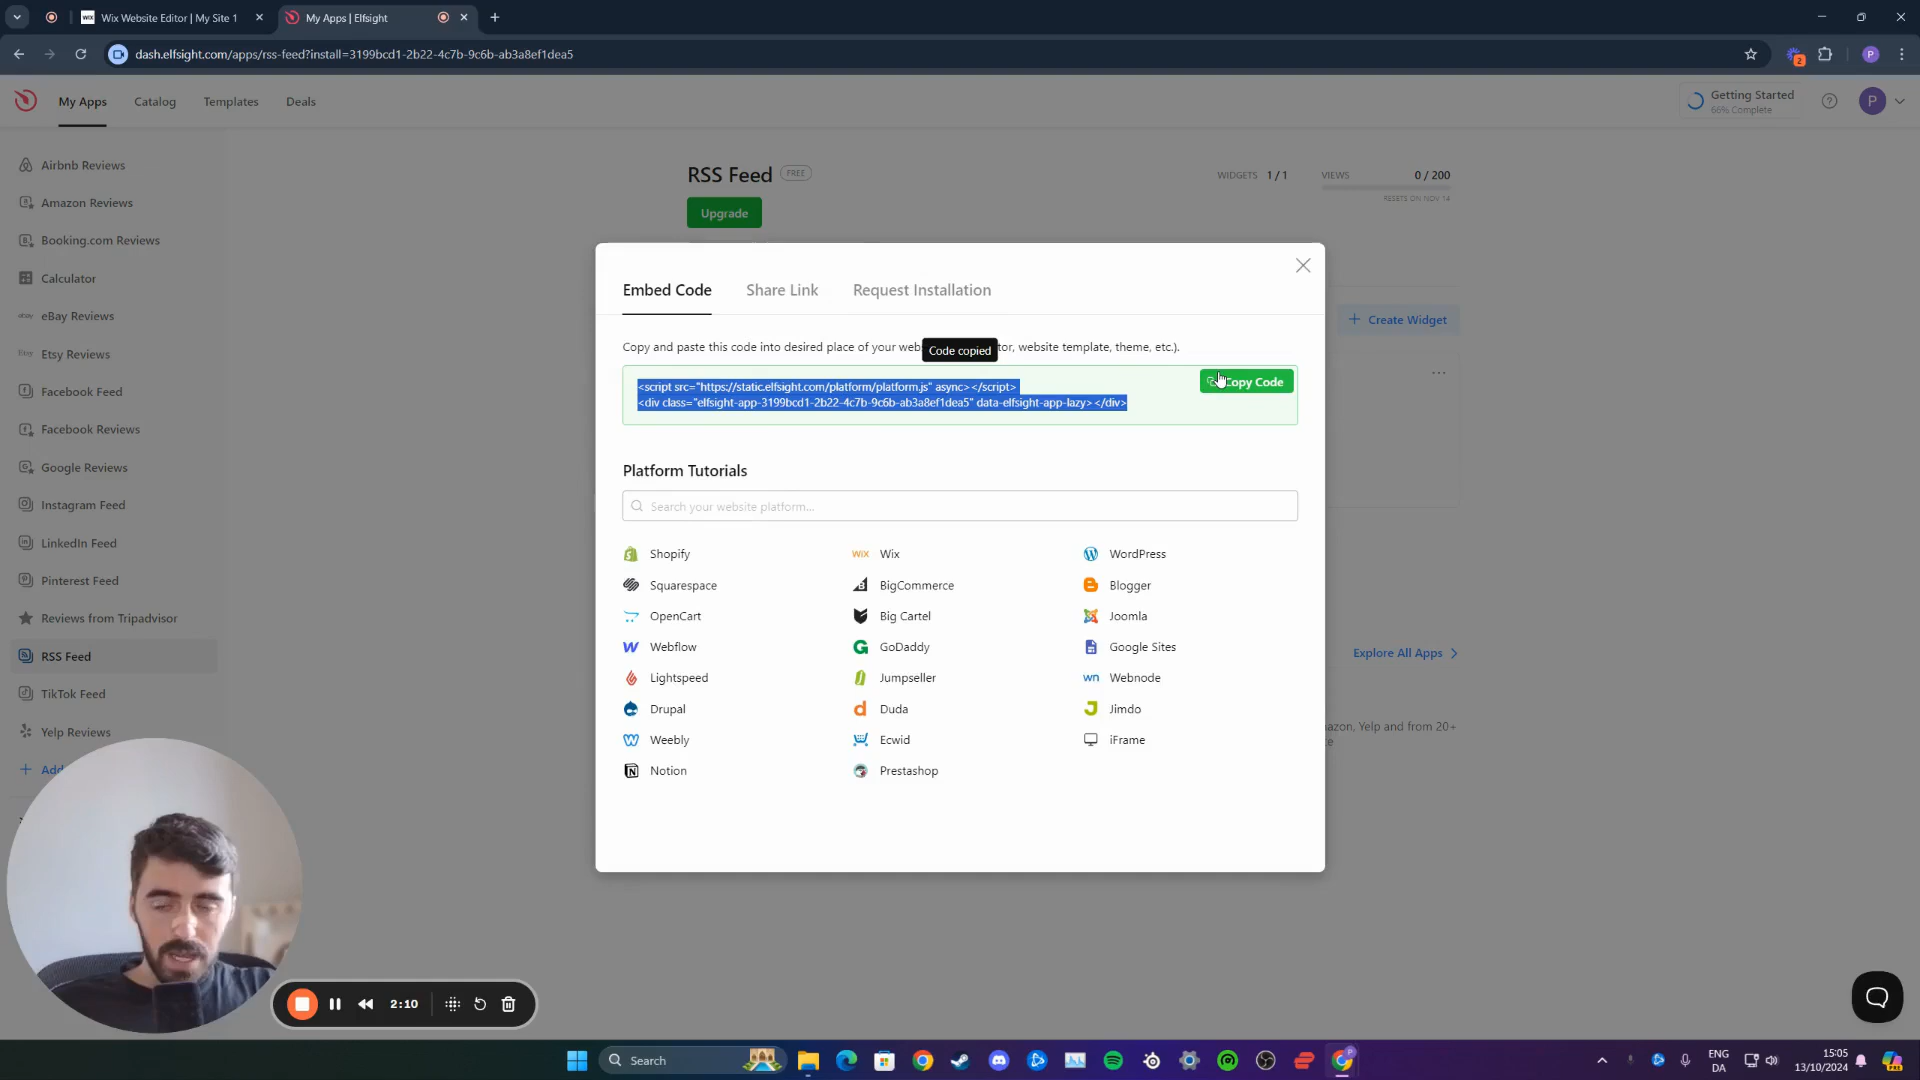 Wix Website Editor | My Site 1
My Apps | Elfsight
dash.elfsight.com/apps/rss-feed?install=3199bcd1-2b22-4c7b-9c6b-ab3a8ef1dea5
P
2
My Apps
Catalog
Templates
Deals
Getting Started
66% Complete
P
Airbnb Reviews
Amazon Reviews
Booking.com Reviews
Calculator
eBay Reviews
Etsy Reviews
Facebook Feed
Facebook Reviews
Google Reviews
Instagram Feed
LinkedIn Feed
Pinterest Feed
Reviews from Tripadvisor
RSS Feed
TikTok Feed
Yelp Reviews
Add
RSS Feed FREE
Upgrade
WIDGETS 1 / 1
VIEWS 0 / 200
RESETS ON NOV 14
Create Widget
Explore All Apps
azon, Yelp and from 20+
e
Embed Code
Share Link
Request Installation
Copy and paste this code into desired place of your webs tor, website template, theme, etc.).
Code copied
<script src="https://static.elfsight.com/platform/platform.js" async></script>
<div class="elfsight-app-3199bcd1-2b22-4c7b-9c6b-ab3a8ef1dea5" data-elfsight-app-lazy></div>
Copy Code
Platform Tutorials
Search your website platform...
Shopify
Wix
WordPress
Squarespace
BigCommerce
Blogger
OpenCart
Big Cartel
Joomla
Webflow
GoDaddy
Google Sites
Lightspeed
Jumpseller
Webnode
Drupal
Duda
Jimdo
Weebly
Ecwid
iFrame
Notion
Prestashop
2:10
Search
ENG
DA
15:05
13/10/2024